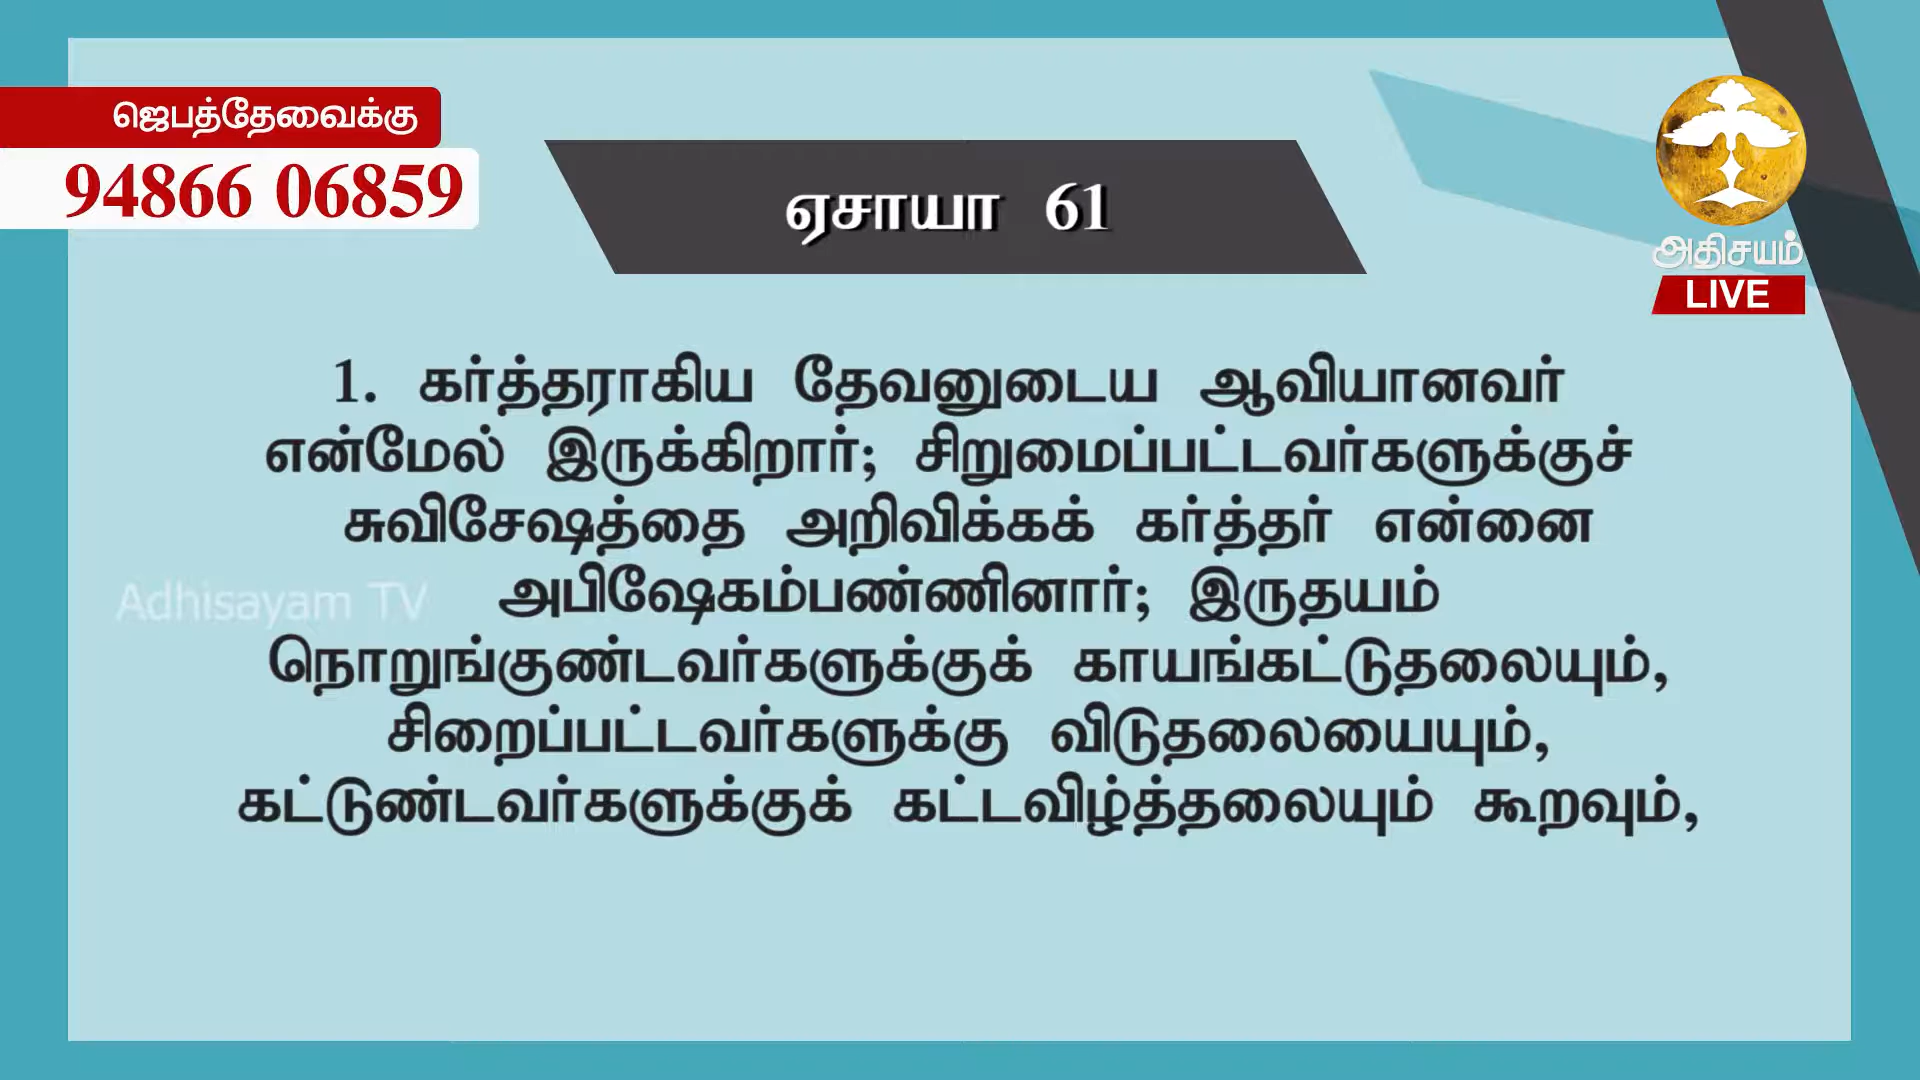 ஜெபத்தேவைக்கு
94866 06859
ஏசாயா 61
அதிசயம்
LIVE
1. கர்த்தராகிய தேவனுடைய ஆவியானவர்
என்மேல் இருக்கிறார்; சிறுமைப்பட்டவர்களுக்குச்
சுவிசேஷத்தை அறிவிக்கக் கர்த்தர் என்னை
அபிஷேகம்பண்ணினார்; இருதயம்
நொறுங்குண்டவர்களுக்குக் காயங்கட்டுதலையும்,
சிறைப்பட்டவர்களுக்கு விடுதலையையும்,
கட்டுண்டவர்களுக்குக் கட்டவிழ்த்தலையும் கூறவும்,
Adhisayam TV